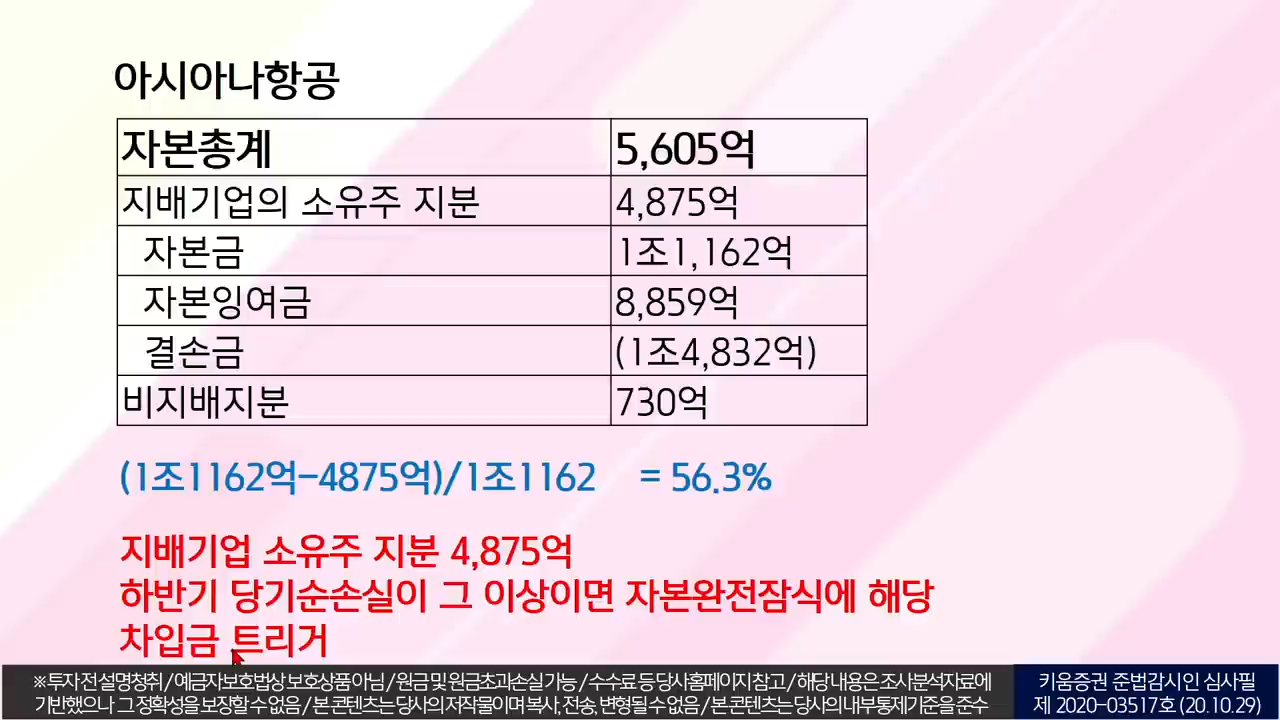 아시아나항공
자본총계 5,605억
지배기업의 소유주 지분 4,875억
자본금 1조1,162억
자본잉여금 8,859억
결손금 (1조4,832억)
비지배지분 730억
(1조1162억-4875억)/1조1162 = 56.3%
지배기업 소유주 지분 4,875억
하반기 당기순손실이 그 이상이면 자본완전잠식에 해당
차입금 트리거
※ 투자 전 설명청취 / 예금자보호법상 보호상품 아님 / 원금 및 원금초과손실 가능 / 수수료 등 당사홈페이지 참고 / 해당 내용은 조사분석자료에
기반했으나 그 정확성을 보장할 수 없음 / 본 콘텐츠는 당사의 저작물이며 복사, 전송, 변형될 수 없음 / 본 콘텐츠는 당사의 내부통제기준을 준수
키움증권 준법감시인 심사필
제 2020-03517호 (20.10.29)